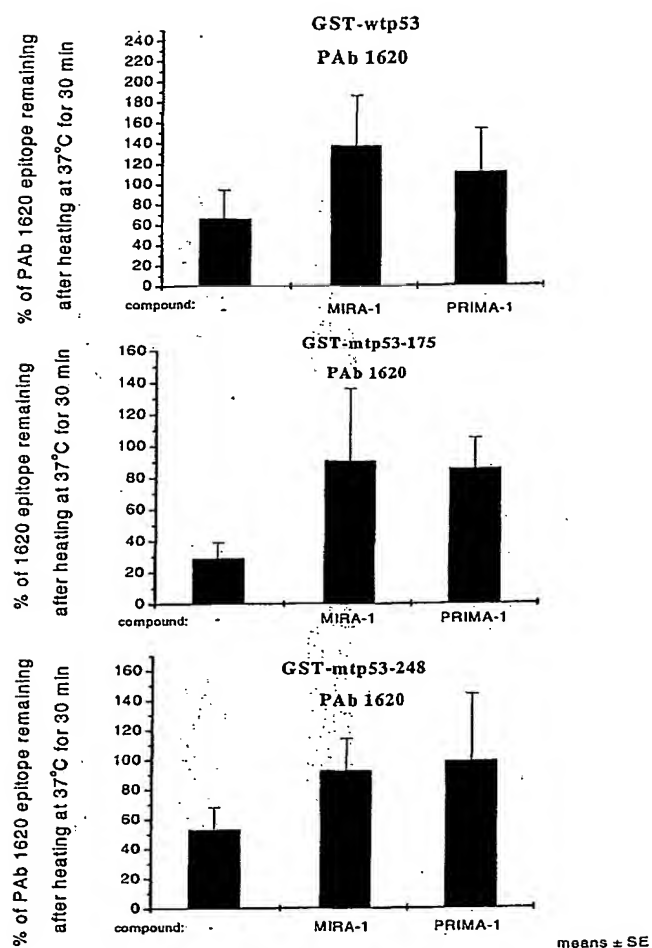 GST-wtp53
PAb 1620
% of PAb 1620 epitope remaining
after heating at 37°C for 30 min
240
220
200
180
160
140
120
100
80
60
40
20
0
compound:
MIRA-1
PRIMA-1
GST-mtp53-175
PAb 1620
% of 1620 epitope remaining
after heating at 37°C for 30 min
160
140
120
100
80
60
40
20
0
compound:
MIRA-1
PRIMA-1
GST-mtp53-248
PAb 1620
% of PAb 1620 epitope remaining
after heating at 37°C for 30 min
160
140
120
100
80
60
40
20
0
compound:
MIRA-1
PRIMA-1
means ± SE